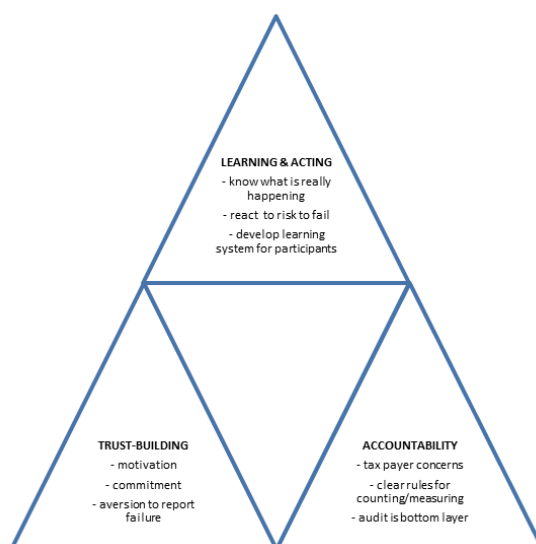 LEARNING & ACTING
- know what is really
happening
- react to risk to fail
- develop learning
system for participants
TRUST-BUILDING
- motivation
- commitment
- aversion to report
failure
ACCOUNTABILITY
- tax payer concerns
- clear rules for
counting/measuring
- audit is bottom layer